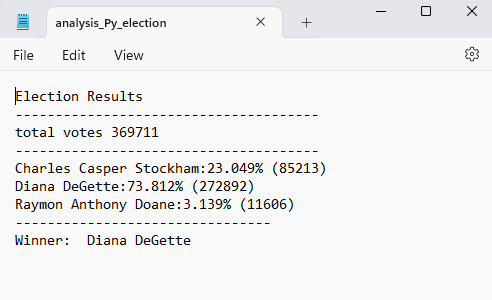 analysis_Py_election
File Edit View
Election Results
--------------------------------------
total votes 369711
--------------------------------------
Charles Casper Stockham:23.049% (85213)
Diana DeGette:73.812% (272892)
Raymon Anthony Doane:3.139% (11606)
--------------------------------
Winner:  Diana DeGette